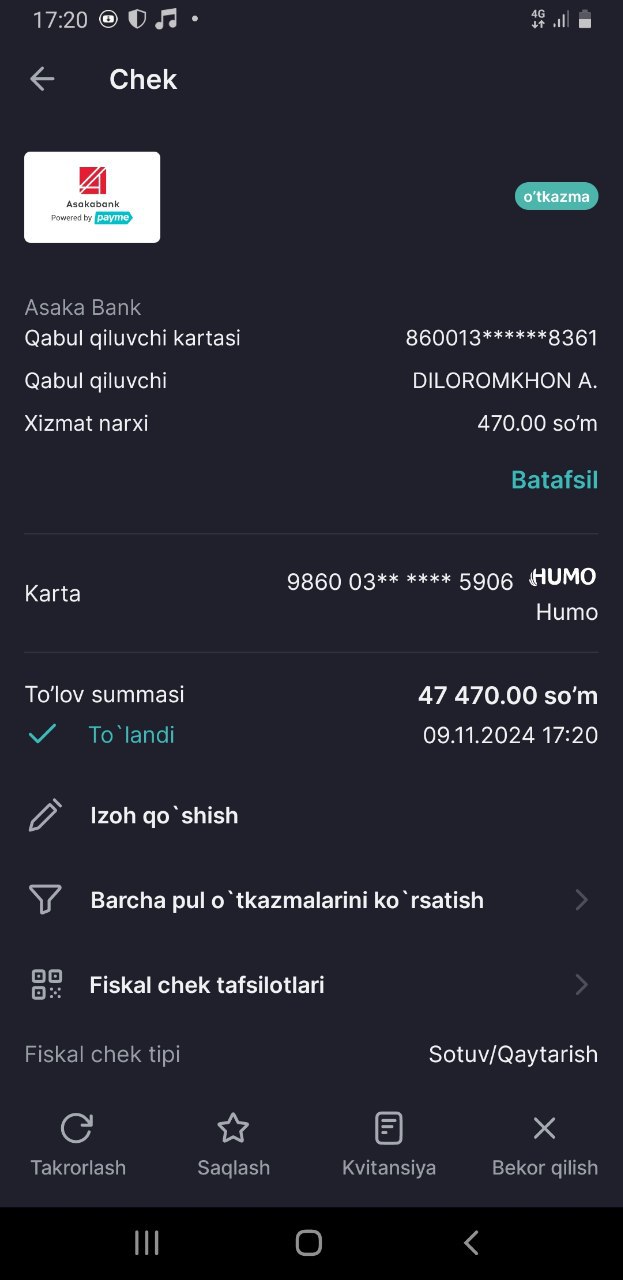 17:20
4G
Chek
Asakabank
Powered by payme
o'tkazma
Asaka Bank
Qabul qiluvchi kartasi 860013******8361
Qabul qiluvchi DILOROMKHON A.
Xizmat narxi 470.00 so’m
Batafsil
Karta 9860 03** **** 5906 HUMO
Humo
To’lov summasi 47 470.00 so’m
To`landi 09.11.2024 17:20
Izoh qo`shish
Barcha pul o`tkazmalarini ko`rsatish
Fiskal chek tafsilotlari
Fiskal chek tipi Sotuv/Qaytarish
Takrorlash Saqlash Kvitansiya Bekor qilish